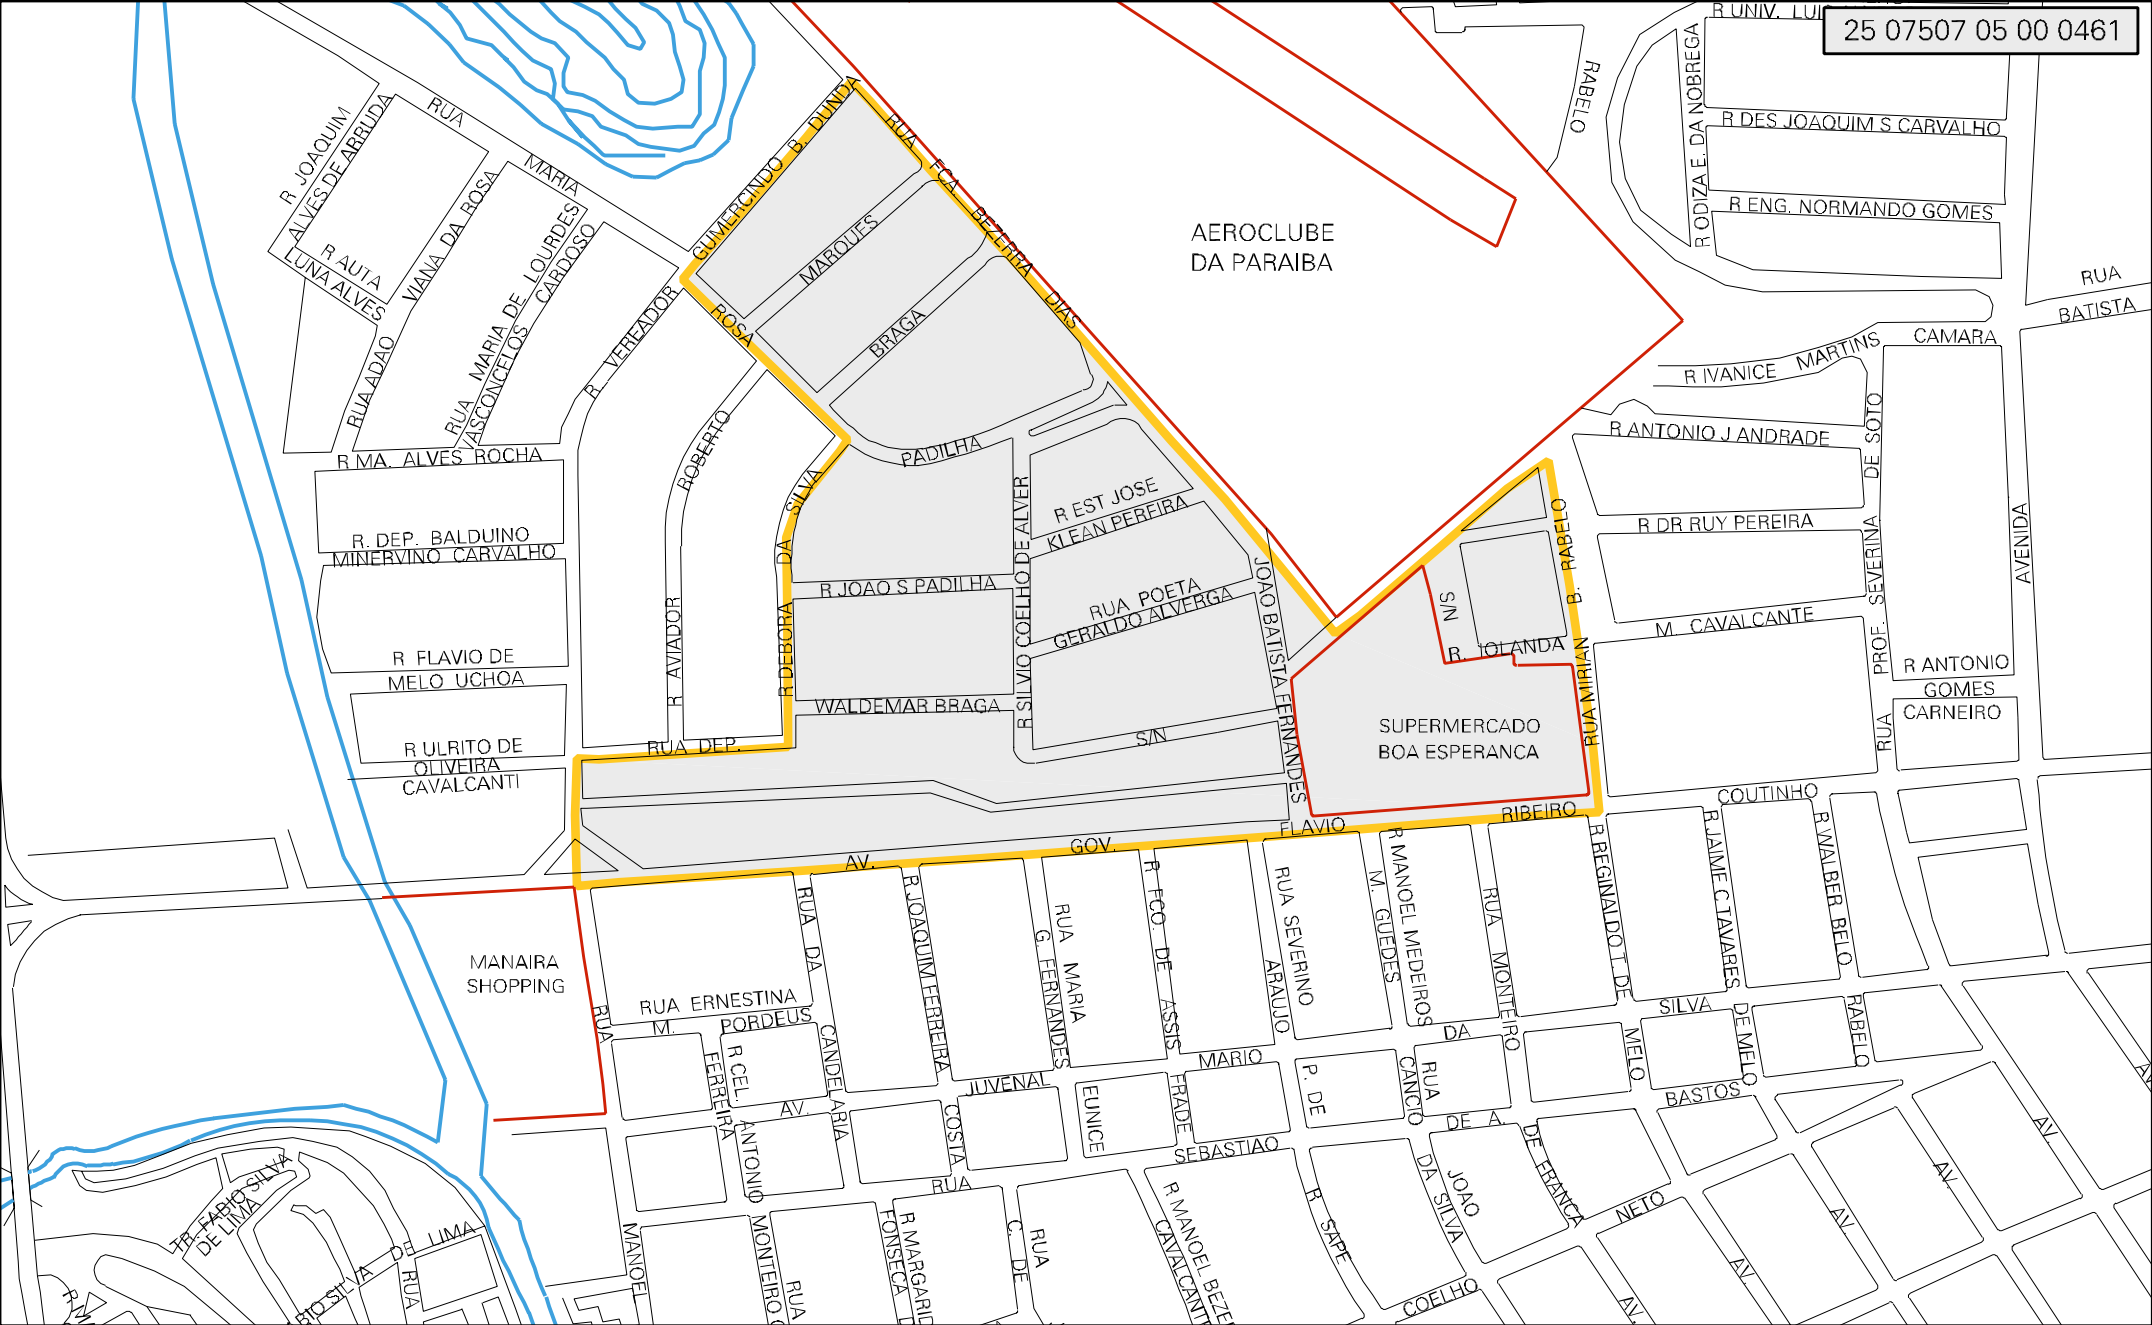 25 07507 05 00 0461
R UNIV. LUIS
RABELO
R ODIZA E. DA NOBREGA
R DES JOAQUIM S CARVALHO
R ENG. NORMANDO GOMES
RUA
BATISTA
CAMARA
R IVANICE MARTINS
R ANTONIO J ANDRADE
R DR RUY PEREIRA
M. CAVALCANTE
PROF. SEVERINA DE SOTO
RUA
AVENIDA
R ANTONIO
GOMES
CARNEIRO
COUTINHO
R JOAQUIM
ALVES DE ARRUDA
RUA MARIA
R AUTA
LUNA ALVES
VIANA DA ROSA
RUA ADAO
RUA MARIA DE LOURDES
VASCONCELOS CARDOSO
R. VEREADOR
GUMERCINDO B. DUNDA
RUA FCA BEZERRA DIAS
MARQUES
BRAGA
ROSA
ROBERTO
PADILHA
AEROCLUBE
DA PARAIBA
R MA. ALVES ROCHA
R. DEP. BALDUINO
MINERVINO CARVALHO
R FLAVIO DE
MELO UCHOA
R ULRITO DE
OLIVEIRA
CAVALCANTI
R AVIADOR
R DEBORA DA SILVA
RUA DEP.
R EST JOSE
KLEAN PERFIRA
R JOAO S PADILHA
R SILVIO COELHO DE ALVER
RUA POETA
GERALDO ALVERGA
WALDEMAR BRAGA
S/N
JOAO BATISTA FERNANDES
S/N
R. IOLANDA
RUA MIRIAN B. RABELO
SUPERMERCADO
BOA ESPERANCA
AV. GOV. FLAVIO RIBEIRO
MANAIRA
SHOPPING
RUA
MANOEL
RUA ERNESTINA
M. PORDEUS
RUA DA
CANDELARIA
R JOAQUIM FERREIRA
COSTA
RUA MARIA
G. FERNANDES
EUNICE
R FCO. DE ASSIS
FRADE
RUA SEVERINO
ARAUJO
P. DE
M. GUEDES
R MANOEL MEDEIROS
CANCIO
RUA
RUA MONTEIRO
R REGINALDO T. DE
MELO
R JAIME C TAVARES
DE MELO
R WALBER BELO
RABELO
FERREIRA
R CEL. ANTONIO
AV. JUVENAL MARIO DA SILVA
RUA SEBASTIAO DE A. BASTOS
MONTEIRO
RUA
FONSECA
C. DE
RUA
R SAPE
DA SILVA
JOAO
DE FRANCA
COELHO NETO
AV.
AV.
AV.
AV.
AV.
TR. FABIO SILVA
DE LIMA
SILVA DE LIMA
RUA